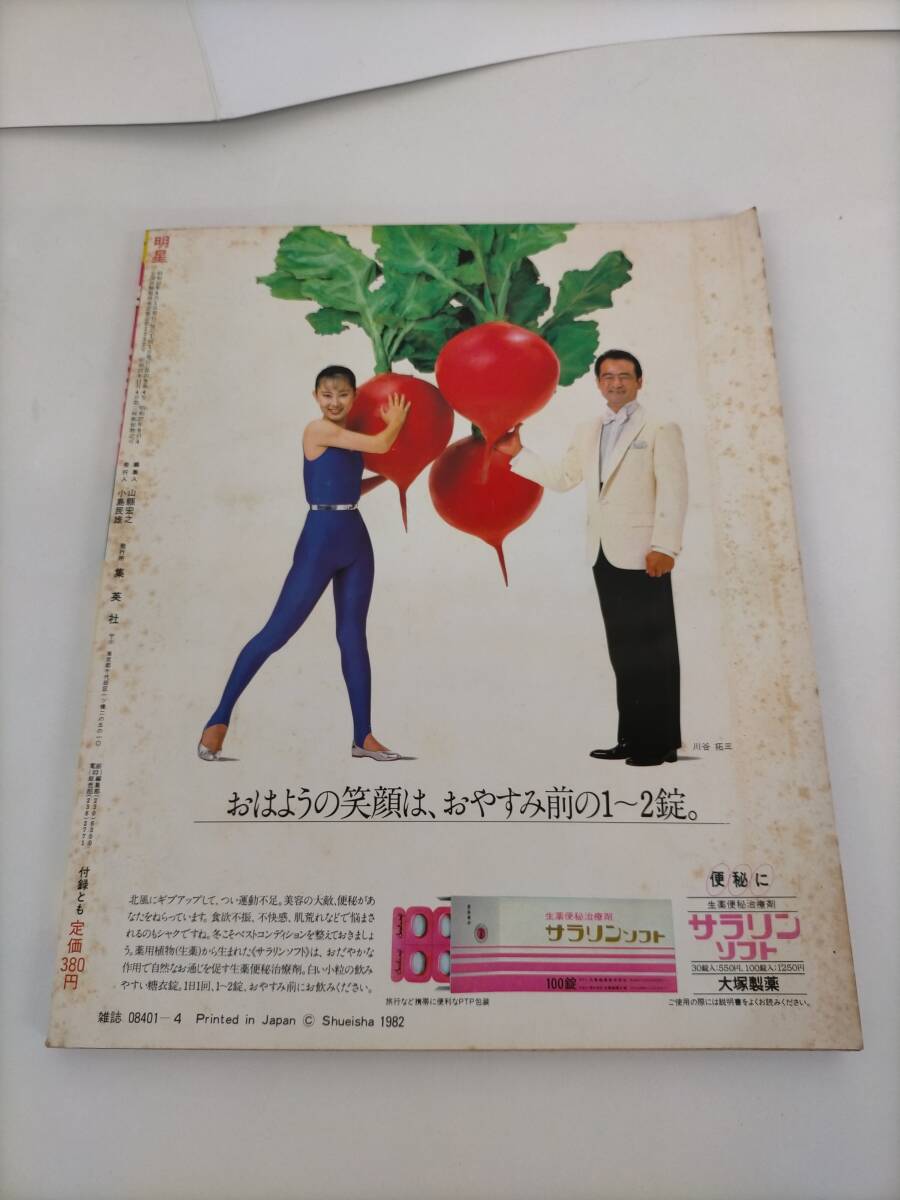 明星
編集人 山縣宏之
発行人 小島民雄
発行所 集英社
付録とも 定価380円
川谷拓三
おはようの笑顔は、おやすみ前の1〜2錠。
北風にギブアップして、つい運動不足。美容の大敵、便秘があ
なたをねらっています。食欲不振、不快感、肌荒れなどで悩まさ
れるのもシャクですね。冬こそベストコンディションを整えておきましょ
う。薬用植物(生薬)から生まれた《サラリンソフト》は、おだやかな
作用で自然なお通じを促す生薬便秘治療剤。白い小粒の飲み
やすい糖衣錠。1日1回、1〜2錠、おやすみ前にお飲みください。
生薬便秘治療剤
サラリンソフト
100錠
旅行など携帯に便利なPTP包装
便秘に
生薬便秘治療剤
サラリン
ソフト
30錠入:550円、100錠入:1250円
大塚製薬
ご使用の際には説明書をよくお読みください。
雑誌 08401-4 Printed in Japan © Shueisha 1982